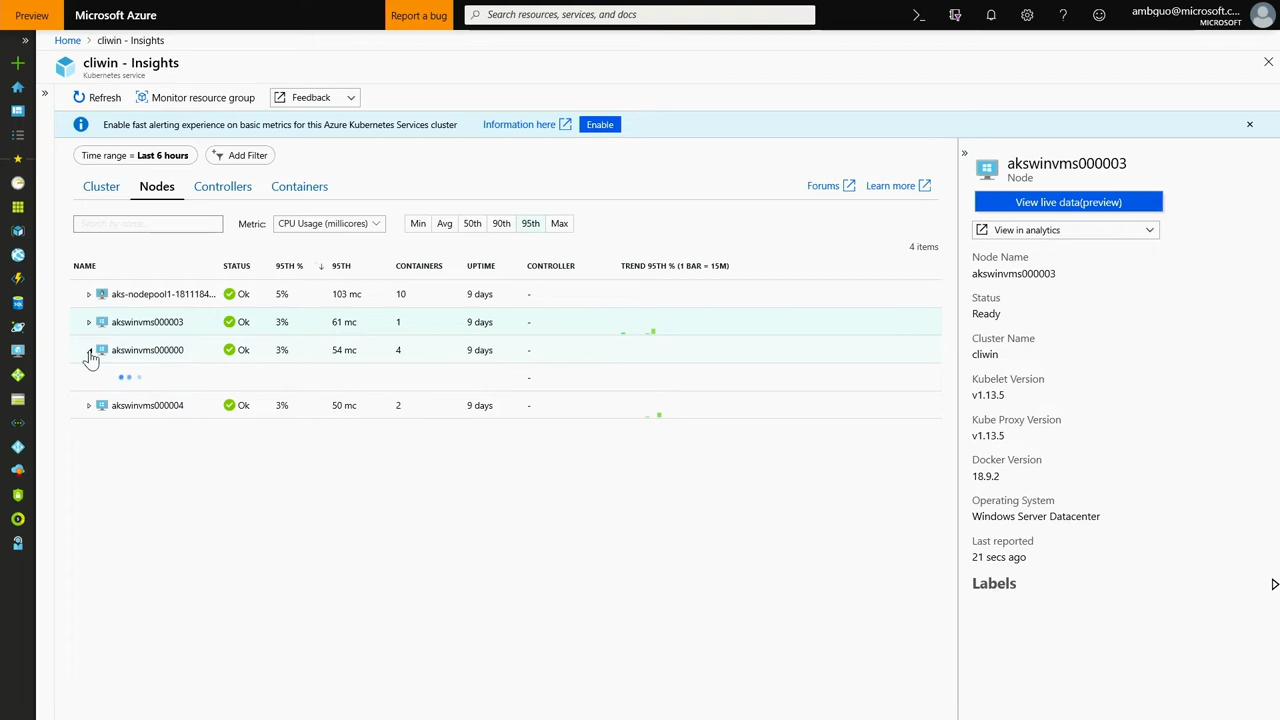 Preview
Microsoft Azure
Report a bug
Search resources, services, and docs
ambguo@microsoft.c...
MICROSOFT
Home > cliwin - Insights
cliwin - Insights
Kubernetes service
Refresh
Monitor resource group
Feedback
Enable fast alerting experience on basic metrics for this Azure Kubernetes Services cluster
Information here
Enable
Time range = Last 6 hours
Add Filter
Cluster
Nodes
Controllers
Containers
Forums
Learn more
Search by name...
Metric:
CPU Usage (millicores)
Min
Avg
50th
90th
95th
Max
4 items
NAME STATUS 95TH % 95TH CONTAINERS UPTIME CONTROLLER TREND 95TH % (1 BAR = 15M)
aks-nodepool1-1811184... Ok 5% 103 mc 10 9 days -
akswinvms000003 Ok 3% 61 mc 1 9 days -
akswinvms000000 Ok 3% 54 mc 4 9 days -
-
akswinvms000004 Ok 3% 50 mc 2 9 days -
akswinvms000003
Node
View live data(preview)
View in analytics
Node Name
akswinvms000003
Status
Ready
Cluster Name
cliwin
Kubelet Version
v1.13.5
Kube Proxy Version
v1.13.5
Docker Version
18.9.2
Operating System
Windows Server Datacenter
Last reported
21 secs ago
Labels